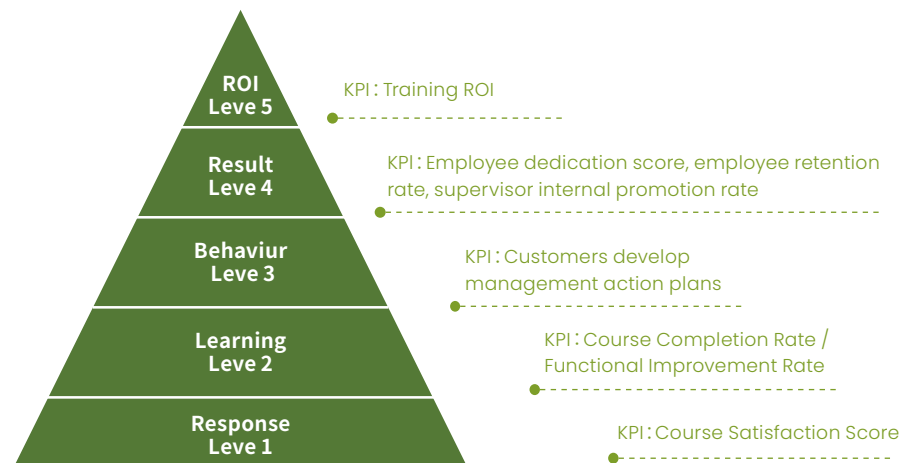 ROI
Leve 5
KPI：Training ROI
Result
Leve 4
KPI：Employee dedication score, employee retention
rate, supervisor internal promotion rate
Behaviur
Leve 3
KPI：Customers develop
management action plans
Learning
Leve 2
KPI：Course Completion Rate /
Functional Improvement Rate
Response
Leve 1
KPI：Course Satisfaction Score